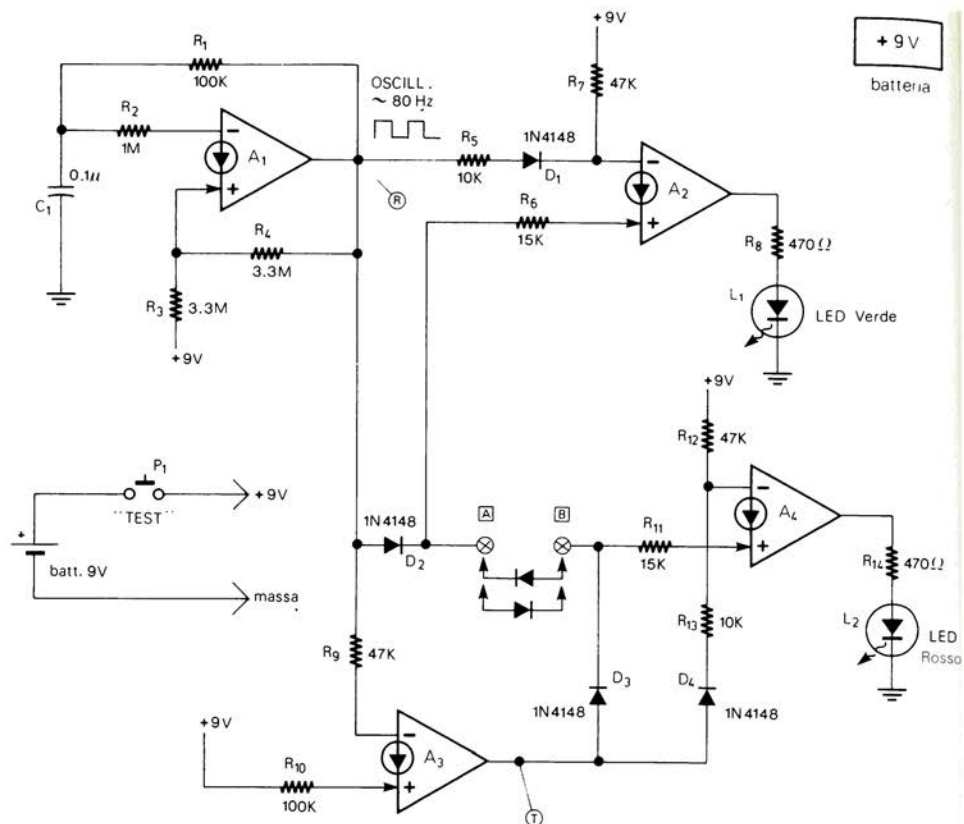 +9V
+9V
batteria
R1
100K
OSCILL.
~ 80 Hz
R7
47K
R2
1M
−
A1
+
R5
10K
1N4148
D1
−
A2
+
0.1µ
C1
R
R6
15K
R4
3.3M
R8
470Ω
R3
3.3M
L1
LED Verde
+9V
+9V
R12
47K
P1
+9V
"TEST"
1N4148
D2
A
B
R11
15K
−
A4
+
+
batt. 9V
massa
R14
470Ω
R13
10K
R9
47K
L2
LED
Rosso
D3
1N4148
D4
1N4148
+9V
−
A3
+
R10
100K
T